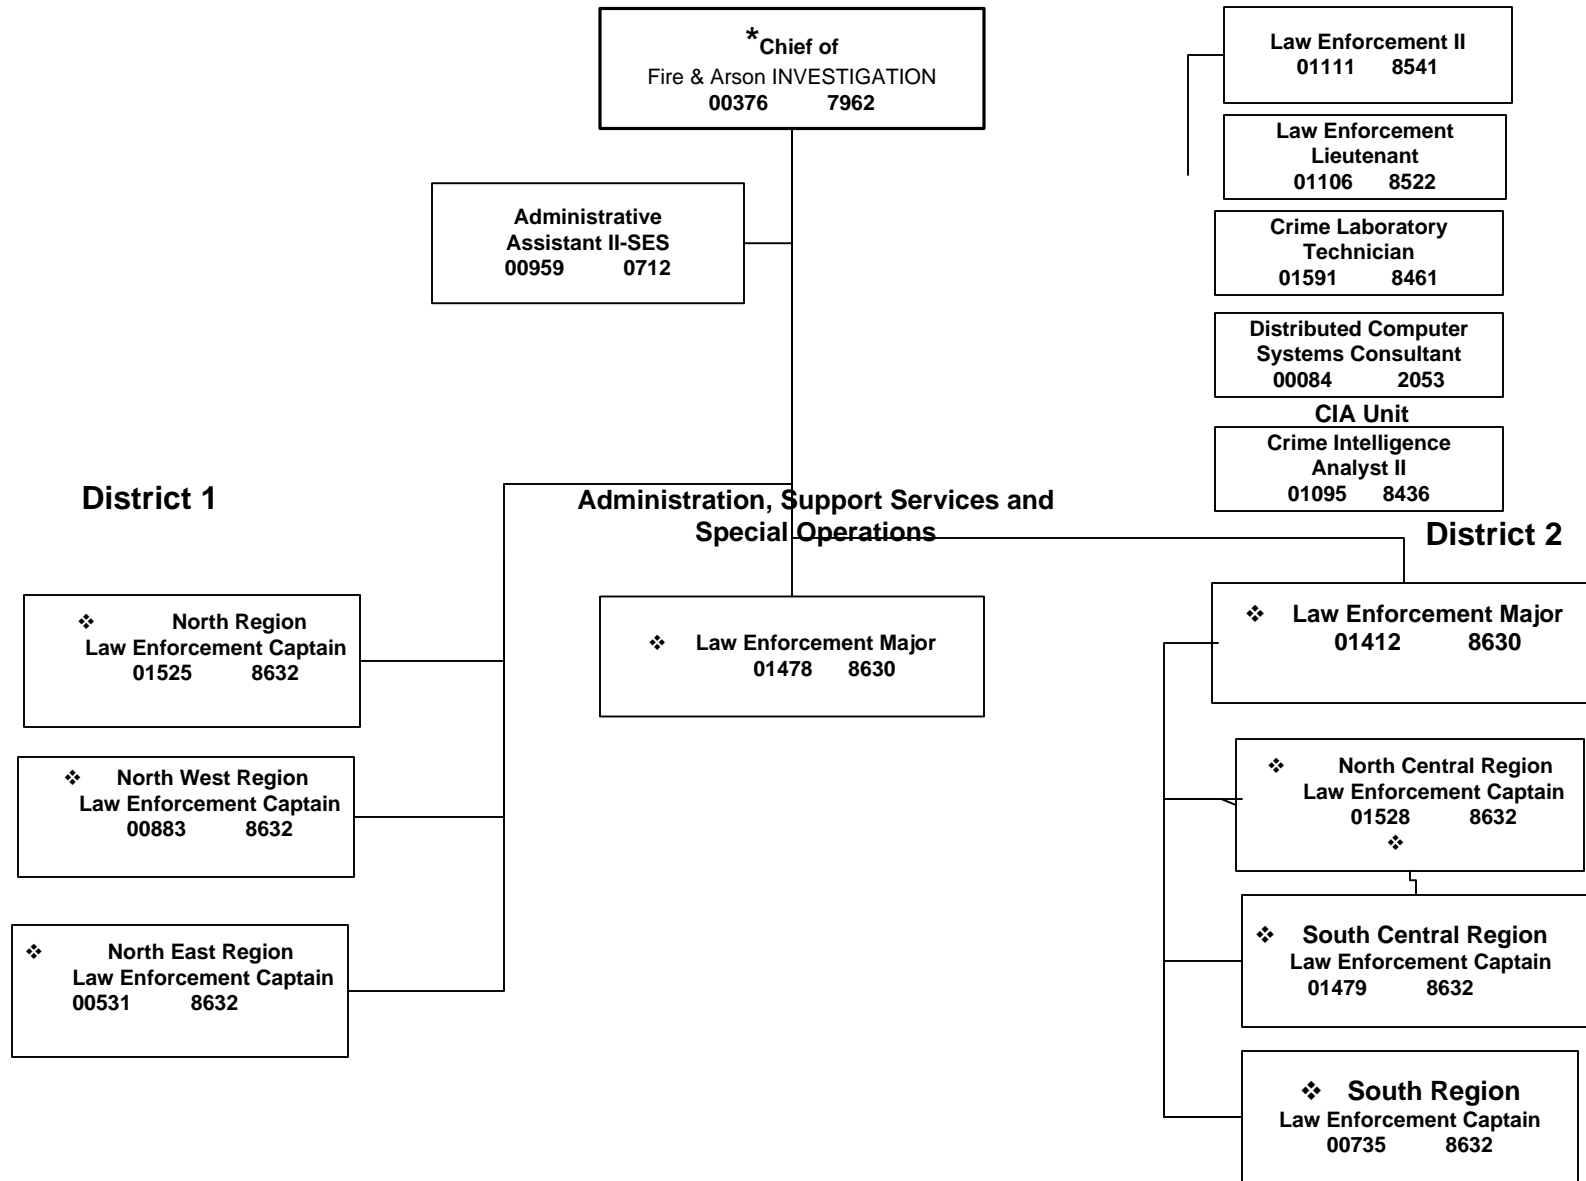 *Chief of
Fire & Arson INVESTIGATION
00376 7962
Administrative
Assistant II-SES
00959 0712
Law Enforcement II
01111 8541
Law Enforcement
Lieutenant
01106 8522
Crime Laboratory
Technician
01591 8461
Distributed Computer
Systems Consultant
00084 2053
CIA Unit
Crime Intelligence
Analyst II
01095 8436
District 1
❖ North Region
Law Enforcement Captain
01525 8632
❖ North West Region
Law Enforcement Captain
00883 8632
❖ North East Region
Law Enforcement Captain
00531 8632
Administration, Support Services and
Special Operations
❖ Law Enforcement Major
01478 8630
District 2
❖ Law Enforcement Major
01412 8630
❖ North Central Region
Law Enforcement Captain
01528 8632
❖
❖ South Central Region
Law Enforcement Captain
01479 8632
❖ South Region
Law Enforcement Captain
00735 8632